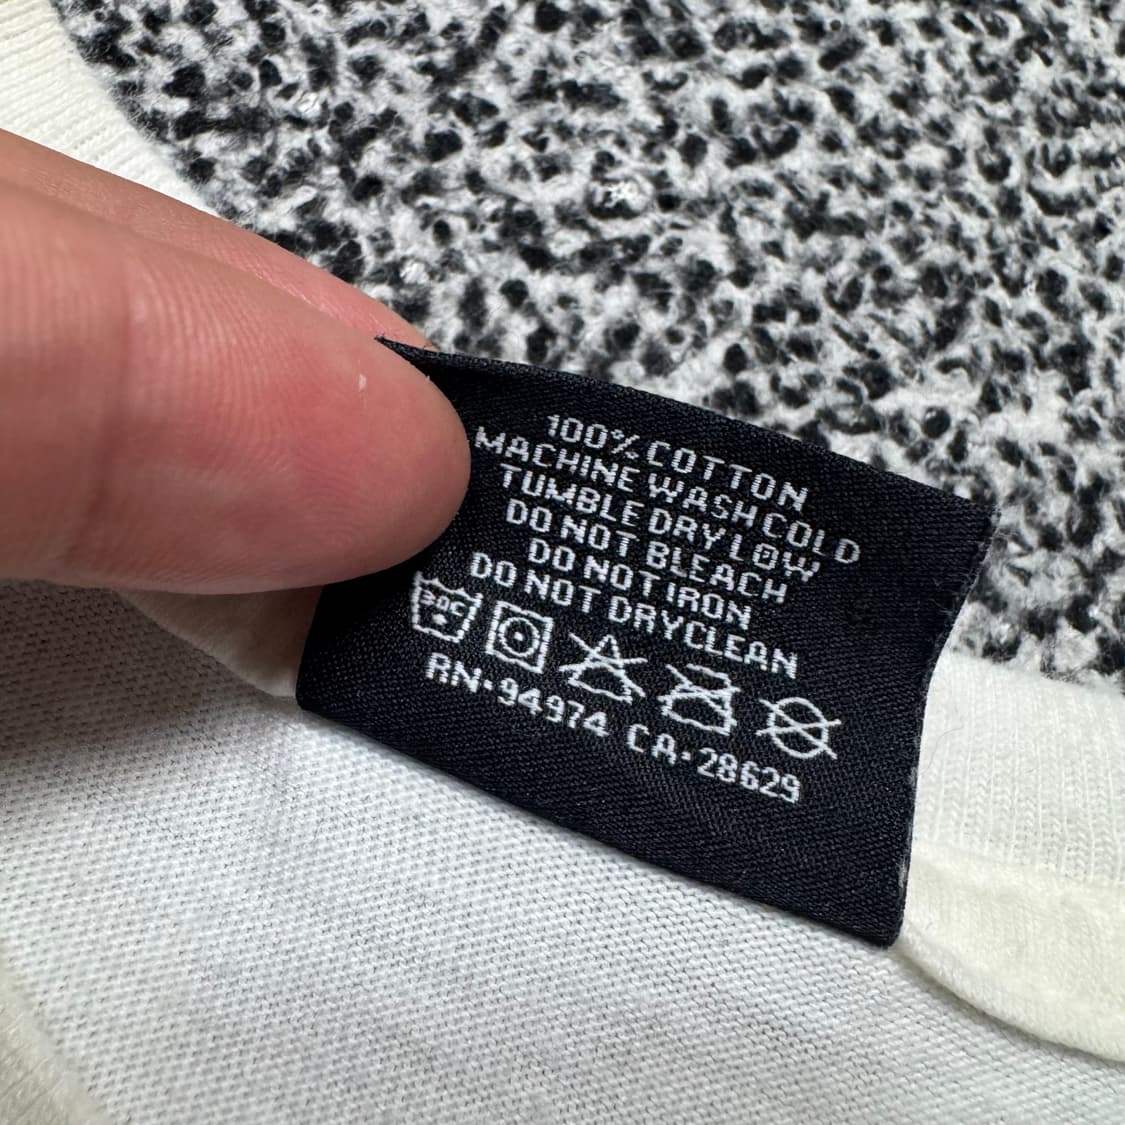 100% COTTON
MACHINE WASH COLD
TUMBLE DRY LOW
DO NOT BLEACH
DO NOT IRON
DO NOT DRYCLEAN
30C
RN·94974 CA·28629